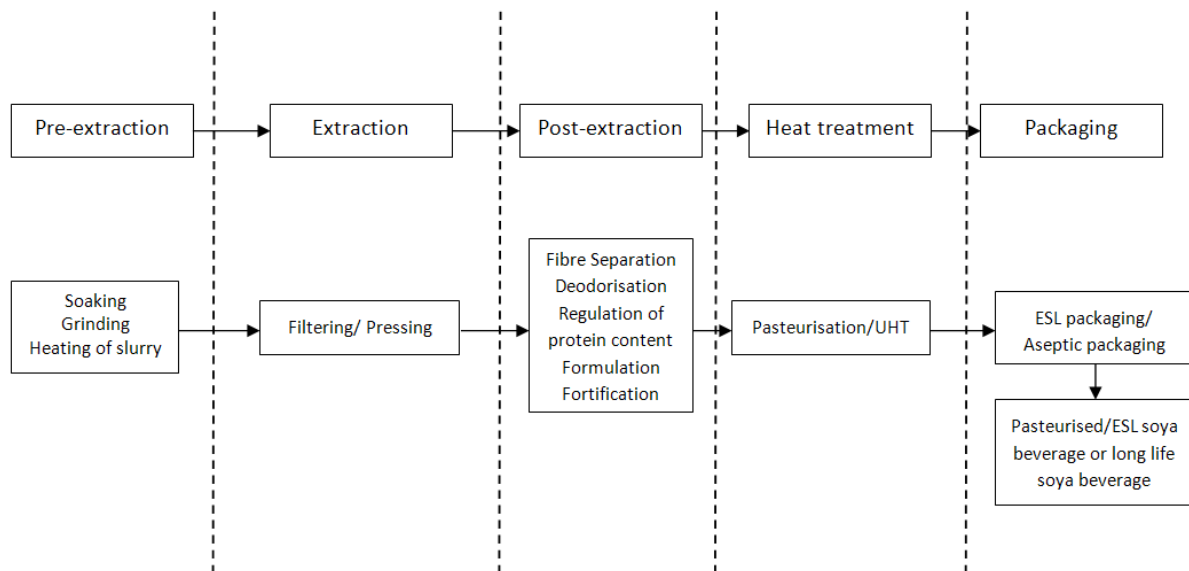 Pre-extraction
Extraction
Post-extraction
Heat treatment
Packaging
Soaking
Grinding
Heating of slurry
Filtering/ Pressing
Fibre Separation
Deodorisation
Regulation of
protein content
Formulation
Fortification
Pasteurisation/UHT
ESL packaging/
Aseptic packaging
Pasteurised/ESL soya
beverage or long life
soya beverage